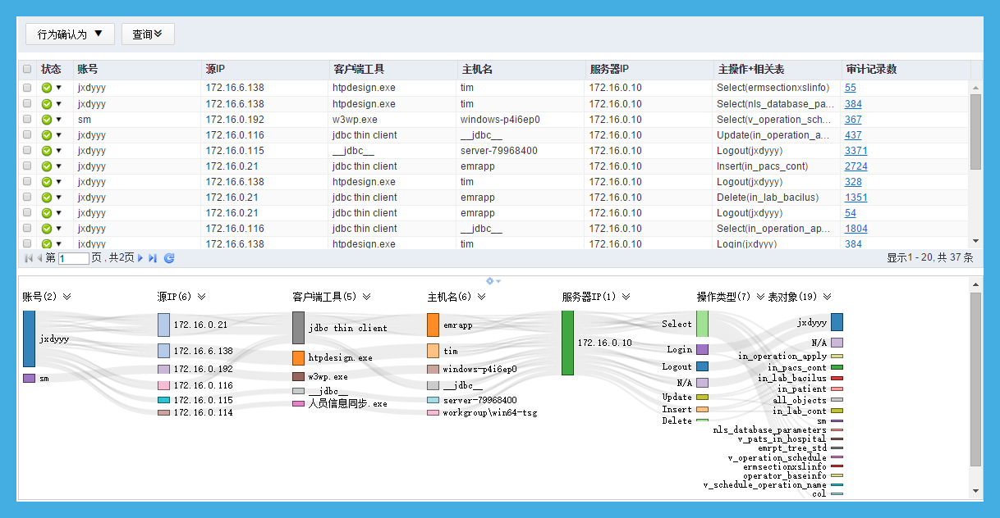 行为确认为 查询
状态 账号 源IP 客户端工具 主机名 服务器IP 主操作+相关表 审计记录数
jxdyyy 172.16.6.138 htpdesign.exe tim 172.16.0.10 Select(ermsectionxslinfo) 55
jxdyyy 172.16.6.138 htpdesign.exe tim 172.16.0.10 Select(nls_database_pa... 384
sm 172.16.0.192 w3wp.exe windows-p4i6ep0 172.16.0.10 Select(v_operation_sch... 367
jxdyyy 172.16.0.116 jdbc thin client __jdbc__ 172.16.0.10 Update(in_operation_a... 437
jxdyyy 172.16.0.115 __jdbc__ server-79968400 172.16.0.10 Logout(jxdyyy) 3371
jxdyyy 172.16.0.21 jdbc thin client emrapp 172.16.0.10 Insert(in_pacs_cont) 2724
jxdyyy 172.16.6.138 htpdesign.exe tim 172.16.0.10 Logout(jxdyyy) 328
jxdyyy 172.16.0.21 jdbc thin client emrapp 172.16.0.10 Delete(in_lab_bacilus) 1351
jxdyyy 172.16.0.21 jdbc thin client emrapp 172.16.0.10 Logout(jxdyyy) 54
jxdyyy 172.16.0.116 jdbc thin client __jdbc__ 172.16.0.10 Select(in_operation_ap... 1804
jxdyyy 172.16.6.138 htpdesign.exe tim 172.16.0.10 Login(jxdyyy) 384
第 1 页 , 共2页 显示1 - 20, 共 37 条
账号(2) 源IP(6) 客户端工具(5) 主机名(6) 服务器IP(1) 操作类型(7) 表对象(19)
jxdyyy
sm
172.16.0.21
172.16.6.138
172.16.0.192
172.16.0.116
172.16.0.115
172.16.0.114
jdbc thin client
htpdesign.exe
w3wp.exe
__jdbc__
人员信息同步.exe
emrapp
tim
windows-p4i6ep0
__jdbc__
server-79968400
workgroup\win64-tsg
172.16.0.10
Select
Login
Logout
N/A
Update
Insert
Delete
jxdyyy
N/A
in_operation_apply
in_pacs_cont
in_lab_bacilus
in_patient
all_objects
in_lab_cont
sm
nls_database_parameters
v_pats_in_hospital
emrpt_tree_std
v_operation_schedule
ermsectionxslinfo
operator_baseinfo
v_schedule_operation_name
col